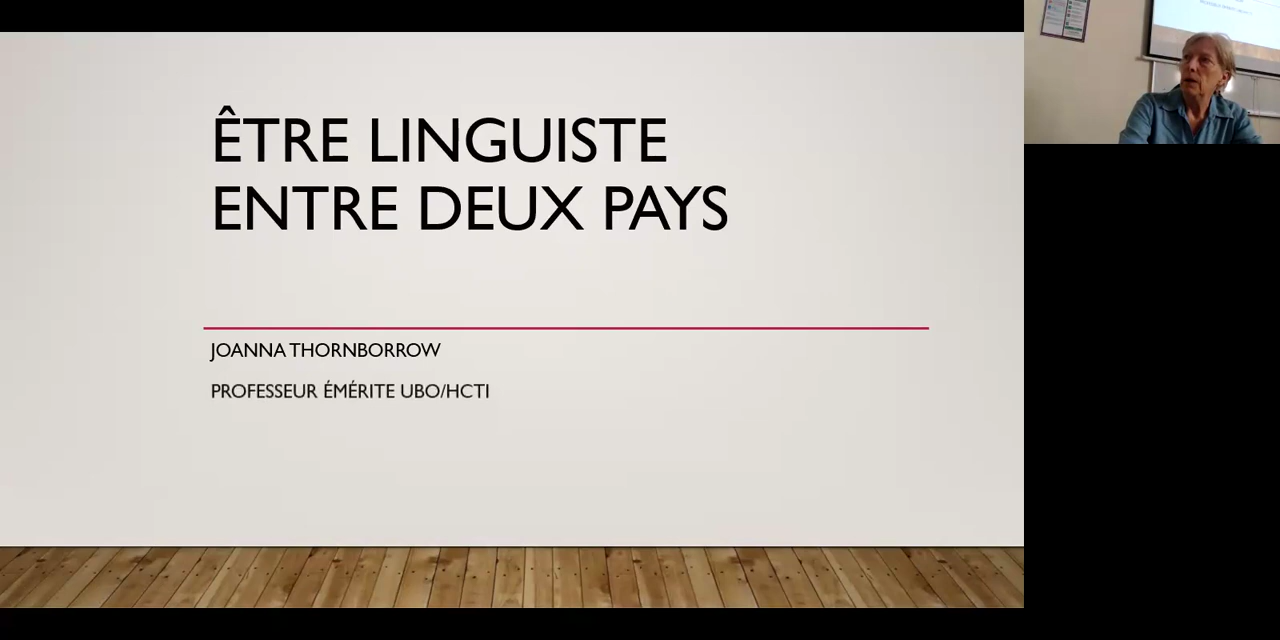 ÊTRE LINGUISTE
ENTRE DEUX PAYS
JOANNA THORNBORROW
PROFESSEUR ÉMÉRITE UBO/HCTI